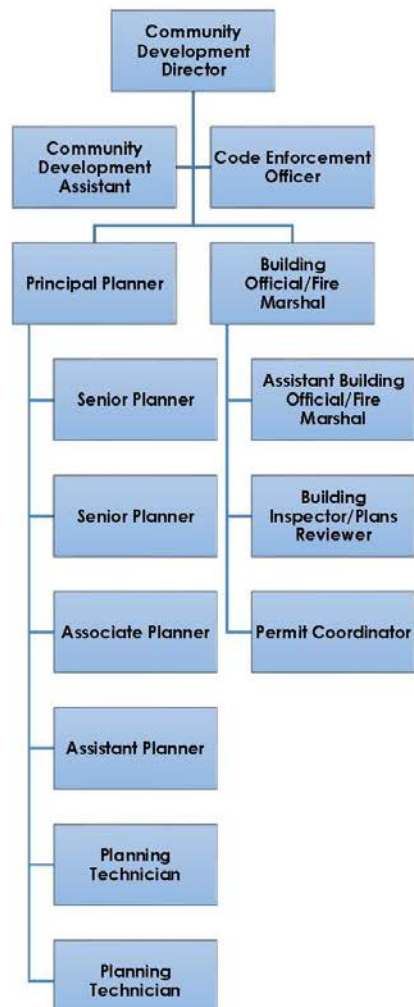 Community
Development
Director
Community
Development
Assistant
Code Enforcement
Officer
Principal Planner
Building
Official/Fire
Marshal
Senior Planner
Senior Planner
Associate Planner
Assistant Planner
Planning
Technician
Planning
Technician
Assistant Building
Official/Fire
Marshal
Building
Inspector/Plans
Reviewer
Permit Coordinator